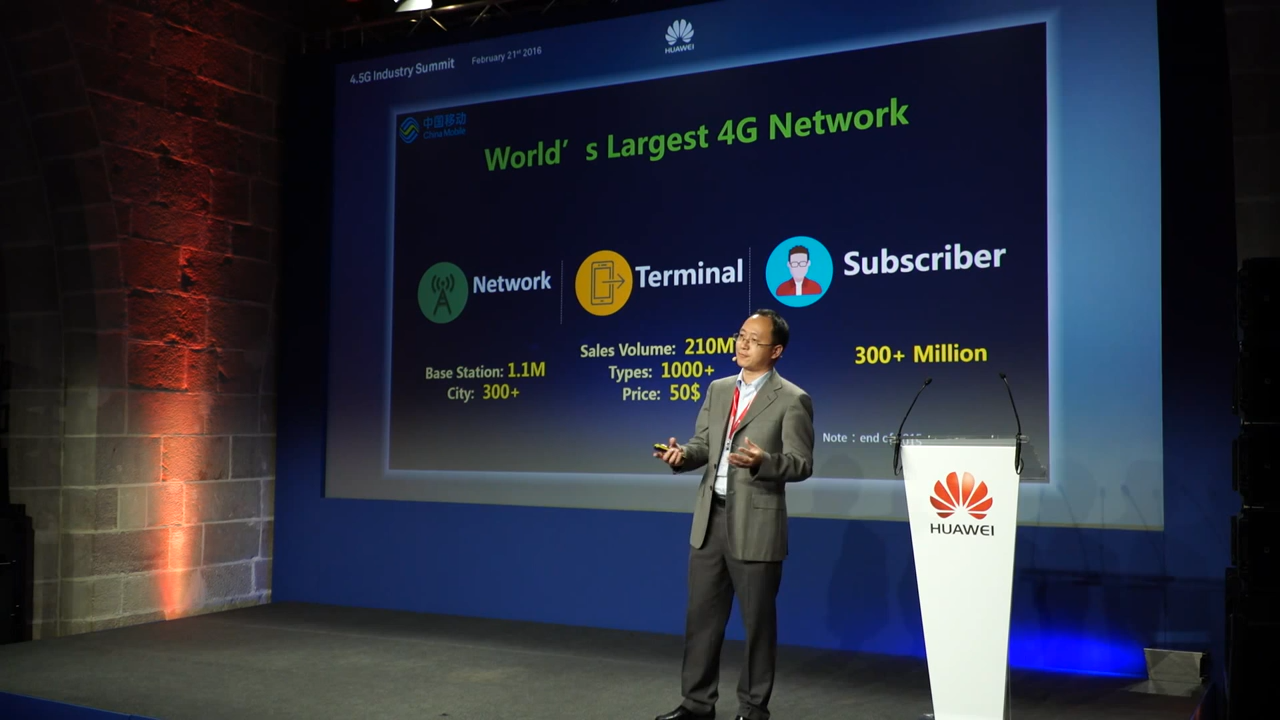 4.5G Industry Summit February 21st 2016
HUAWEI
中国移动
China Mobile
World's Largest 4G Network
Network
Terminal
Subscriber
Base Station: 1.1M
City: 300+
Sales Volume: 210M
Types: 1000+
Price: 50$
300+ Million
Note：end of 2015
HUAWEI